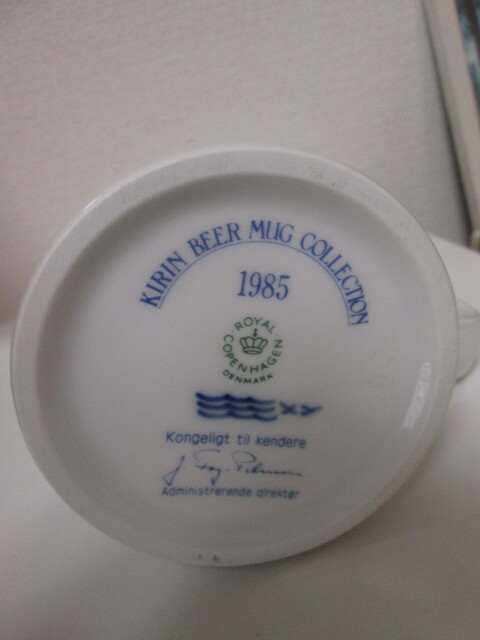 KIRIN BEER MUG COLLECTION
1985
ROYAL
COPENHAGEN
DENMARK
Kongeligt til kendere
Administrerende direktør